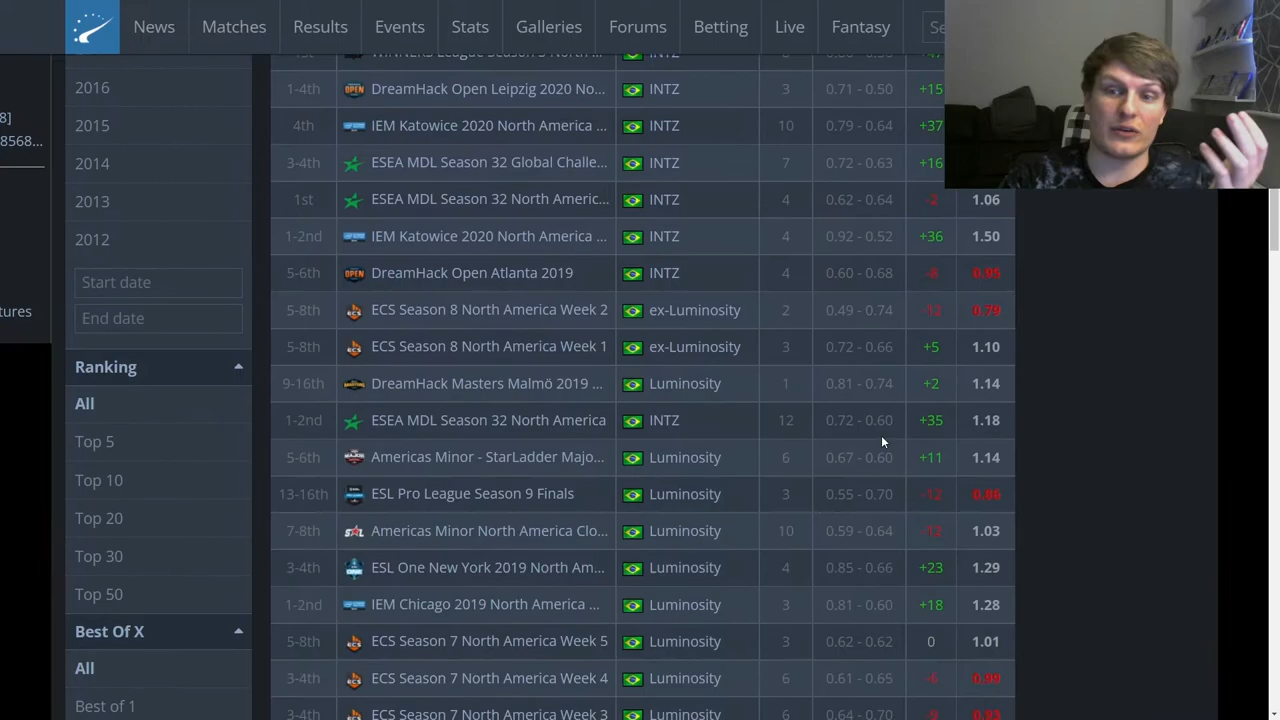 News Matches Results Events Stats Galleries Forums Betting Live Fantasy Se
8]
8568...
tures
2016
2015
2014
2013
2012
Start date
End date
Ranking
All
Top 5
Top 10
Top 20
Top 30
Top 50
Best Of X
All
Best of 1
INTZ
1-4th DreamHack Open Leipzig 2020 No... INTZ 3 0.71 - 0.50 +15
4th IEM Katowice 2020 North America ... INTZ 10 0.79 - 0.64 +37
3-4th ESEA MDL Season 32 Global Challe... INTZ 7 0.72 - 0.63 +16
1st ESEA MDL Season 32 North Americ... INTZ 4 0.62 - 0.64 -2 1.06
1-2nd IEM Katowice 2020 North America ... INTZ 4 0.92 - 0.52 +36 1.50
5-6th DreamHack Open Atlanta 2019 INTZ 4 0.60 - 0.68 -8 0.95
5-8th ECS Season 8 North America Week 2 ex-Luminosity 2 0.49 - 0.74 -12 0.79
5-8th ECS Season 8 North America Week 1 ex-Luminosity 3 0.72 - 0.66 +5 1.10
9-16th DreamHack Masters Malmö 2019 ... Luminosity 1 0.81 - 0.74 +2 1.14
1-2nd ESEA MDL Season 32 North America INTZ 12 0.72 - 0.60 +35 1.18
5-6th Americas Minor - StarLadder Majo... Luminosity 6 0.67 - 0.60 +11 1.14
13-16th ESL Pro League Season 9 Finals Luminosity 3 0.55 - 0.70 -12 0.86
7-8th Americas Minor North America Clo... Luminosity 10 0.59 - 0.64 -12 1.03
3-4th ESL One New York 2019 North Am... Luminosity 4 0.85 - 0.66 +23 1.29
1-2nd IEM Chicago 2019 North America ... Luminosity 3 0.81 - 0.60 +18 1.28
5-8th ECS Season 7 North America Week 5 Luminosity 3 0.62 - 0.62 0 1.01
3-4th ECS Season 7 North America Week 4 Luminosity 6 0.61 - 0.65 -6 0.99
3-4th ECS Season 7 North America Week 3 Luminosity 6 0.64 - 0.70 -9 0.93